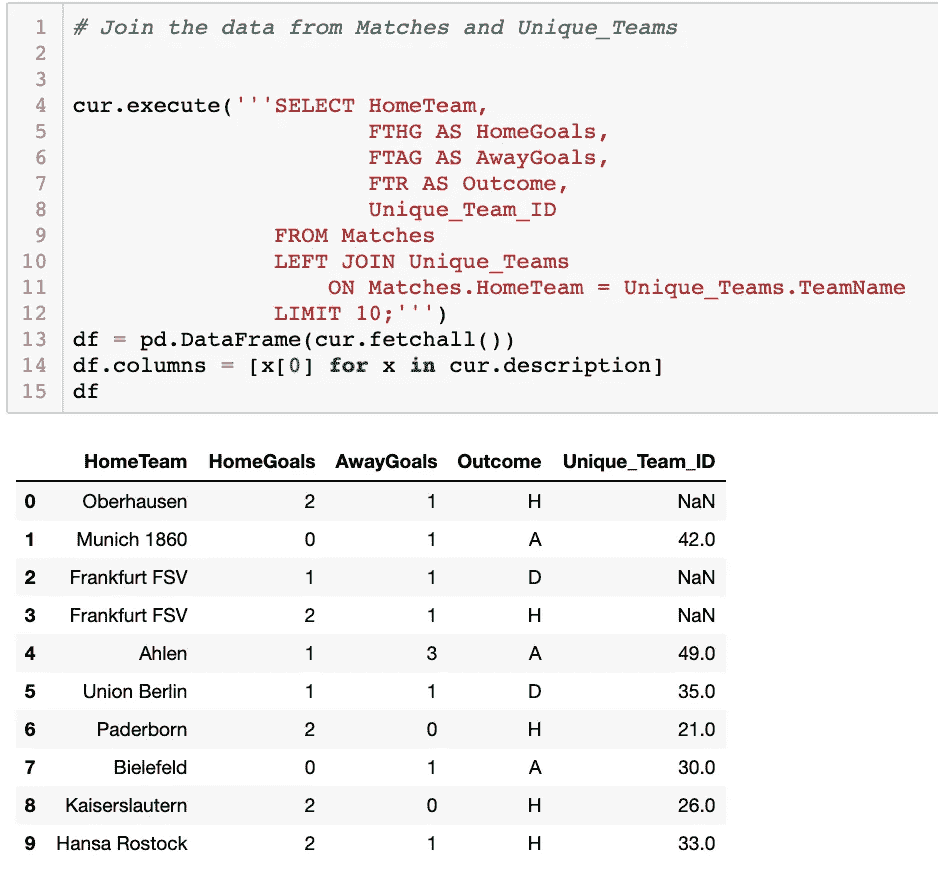 1 # Join the data from Matches and Unique_Teams
2
3
4 cur.execute('''SELECT HomeTeam,
5 FTHG AS HomeGoals,
6 FTAG AS AwayGoals,
7 FTR AS Outcome,
8 Unique_Team_ID
9 FROM Matches
10 LEFT JOIN Unique_Teams
11 ON Matches.HomeTeam = Unique_Teams.TeamName
12 LIMIT 10;''')
13 df = pd.DataFrame(cur.fetchall())
14 df.columns = [x[0] for x in cur.description]
15 df
HomeTeam HomeGoals AwayGoals Outcome Unique_Team_ID
0 Oberhausen 2 1 H NaN
1 Munich 1860 0 1 A 42.0
2 Frankfurt FSV 1 1 D NaN
3 Frankfurt FSV 2 1 H NaN
4 Ahlen 1 3 A 49.0
5 Union Berlin 1 1 D 35.0
6 Paderborn 2 0 H 21.0
7 Bielefeld 0 1 A 30.0
8 Kaiserslautern 2 0 H 26.0
9 Hansa Rostock 2 1 H 33.0